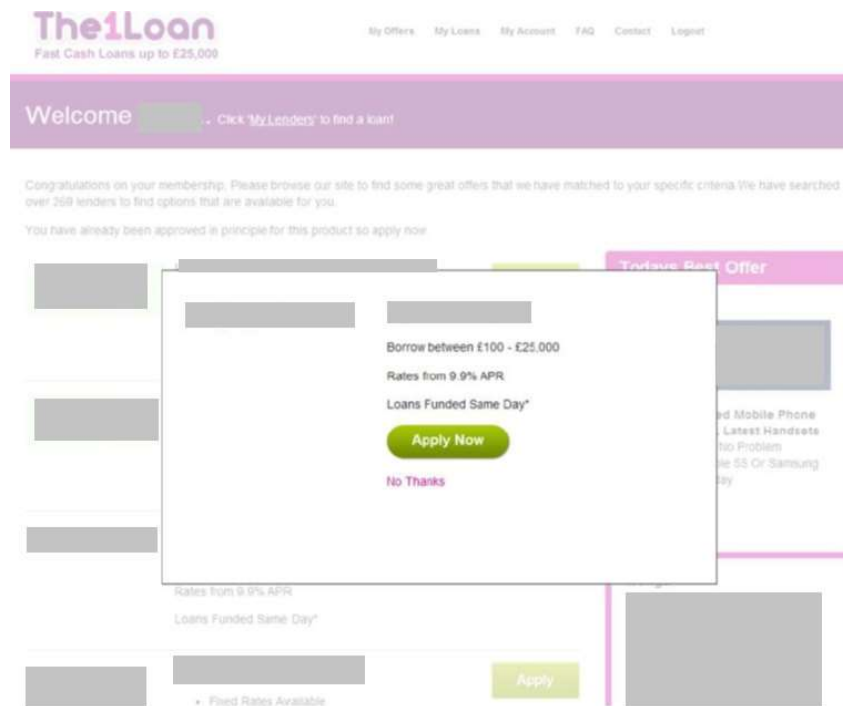 The1Loan
Fast Cash Loans up to £25,000
My Offers My Loans My Account FAQ Contact Logout
Welcome . Click 'My Lenders' to find a loan!
Congratulations on your membership. Please browse our site to find some great offers that we have matched to your specific criteria.We have searched
over 269 lenders to find options that are available for you.
You have already been approved in principle for this product so apply now
Todays Best Offer
Borrow between £100 - £25,000
Rates from 9.9% APR
Loans Funded Same Day*
Apply Now
No Thanks
ed Mobile Phone
. Latest Handsets
No Problem
ple 5S Or Samsung
day
Rates from 9.9% APR
Loans Funded Same Day*
Apply
• Fixed Rates Available